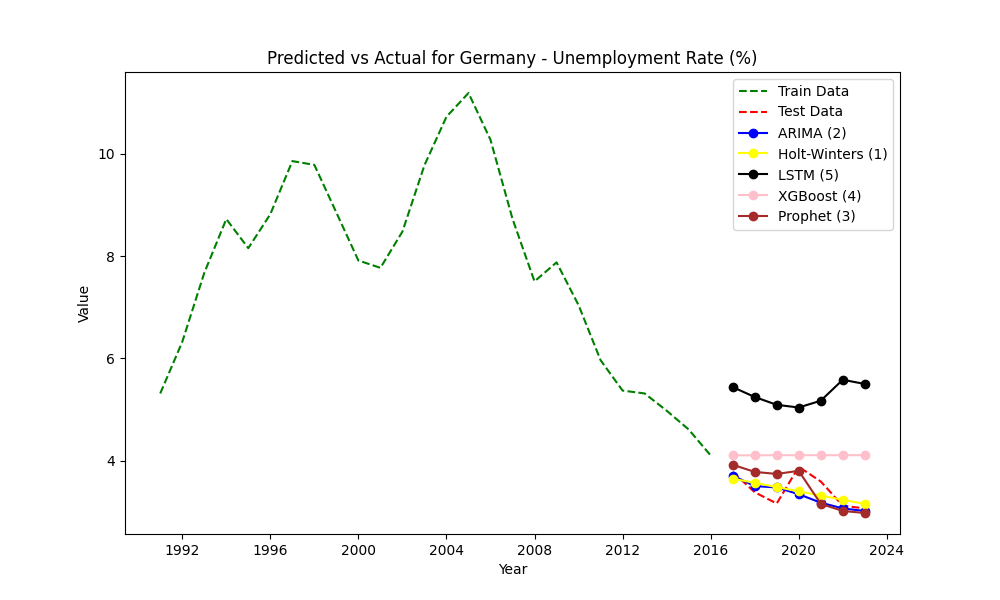 Predicted vs Actual for Germany - Unemployment Rate (%)
Train Data
Test Data
ARIMA (2)
Holt-Winters (1)
LSTM (5)
XGBoost (4)
Prophet (3)
Value
10
8
6
4
1992 1996 2000 2004 2008 2012 2016 2020 2024
Year